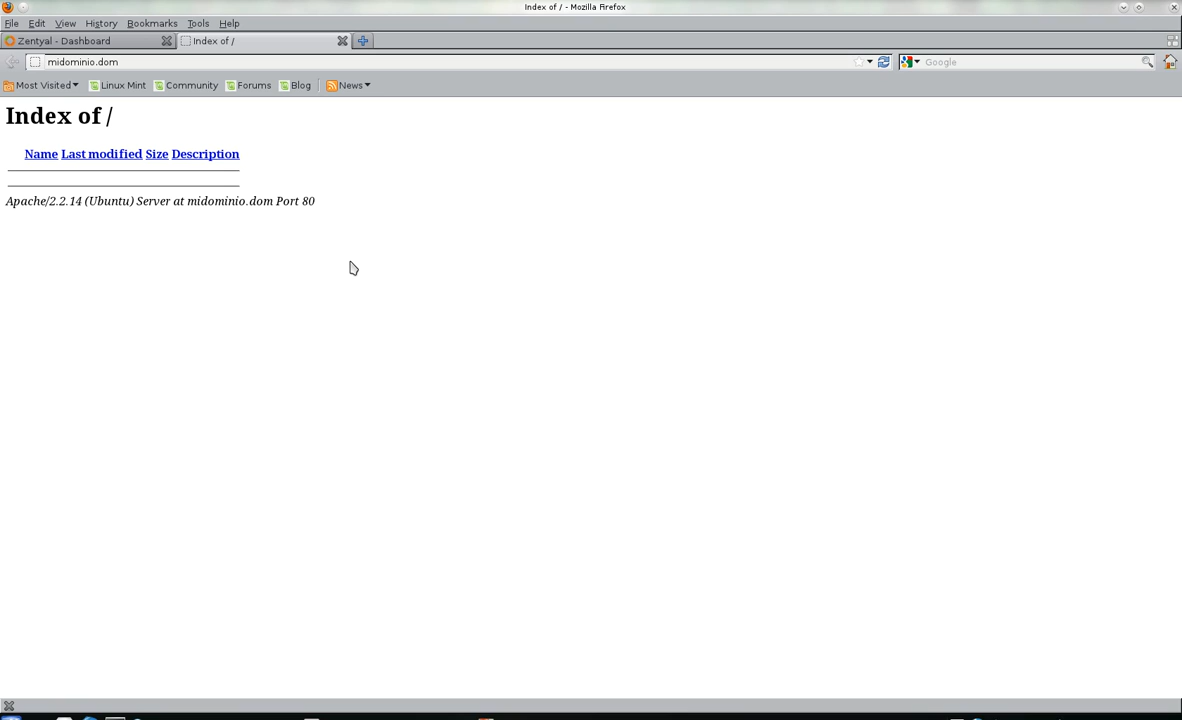 Index of / - Mozilla Firefox
File Edit View History Bookmarks Tools Help
Zentyal - Dashboard Index of /
midominio.dom Google
Most Visited Linux Mint Community Forums Blog News
Index of /
Name Last modified Size Description
Apache/2.2.14 (Ubuntu) Server at midominio.dom Port 80